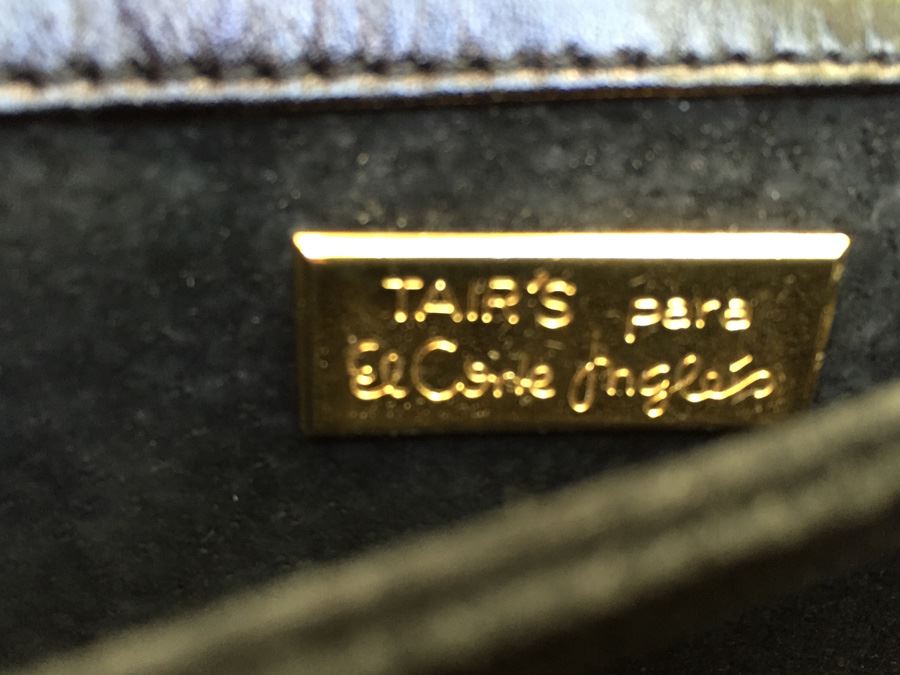 TAIR'S para
El Corte Inglés